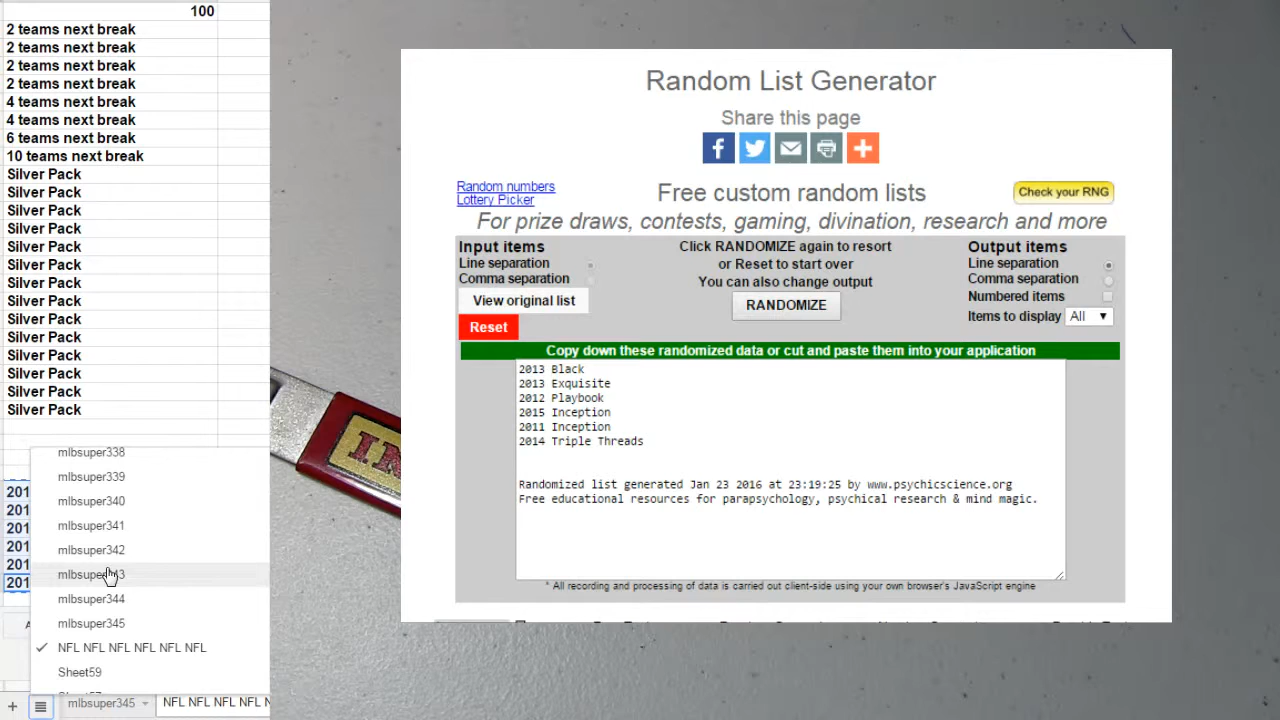 100
2 teams next break
2 teams next break
2 teams next break
2 teams next break
4 teams next break
4 teams next break
6 teams next break
10 teams next break
Silver Pack
Silver Pack
Silver Pack
Silver Pack
Silver Pack
Silver Pack
Silver Pack
Silver Pack
Silver Pack
Silver Pack
Silver Pack
Silver Pack
Silver Pack
Silver Pack
mlbsuper338
mlbsuper339
mlbsuper340
mlbsuper341
mlbsuper342
mlbsuper344
mlbsuper345
NFL NFL NFL NFL NFL NFL
Sheet59
201
201
201
201
201
201
mlbsuper345
NFL NFL NFL NFL N
Random List Generator
Share this page
Random numbers
Lottery Picker
Free custom random lists
Check your RNG
For prize draws, contests, gaming, divination, research and more
Input items
Line separation
Comma separation
View original list
Reset
Click RANDOMIZE again to resort
or Reset to start over
You can also change output
RANDOMIZE
Output items
Line separation
Comma separation
Numbered items
Items to display All
Copy down these randomized data or cut and paste them into your application
2013 Black
2013 Exquisite
2012 Playbook
2015 Inception
2011 Inception
2014 Triple Threads
Randomized list generated Jan 23 2016 at 23:19:25 by www.psychicscience.org
Free educational resources for parapsychology, psychical research & mind magic.
* All recording and processing of data is carried out client-side using your own browser's JavaScript engine